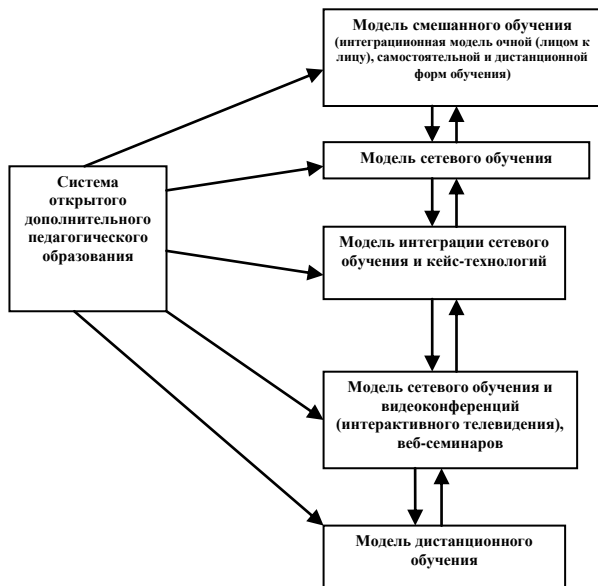 Модель смешанного обучения
(интеграционная модель очной (лицом к
лицу), самостоятельной и дистанционной
форм обучения)
Модель сетевого обучения
Система
открытого
дополнительного
педагогического
образования
Модель интеграции сетевого
обучения и кейс-технологий
Модель сетевого обучения и
видеоконференций
(интерактивного телевидения),
веб-семинаров
Модель дистанционного
обучения